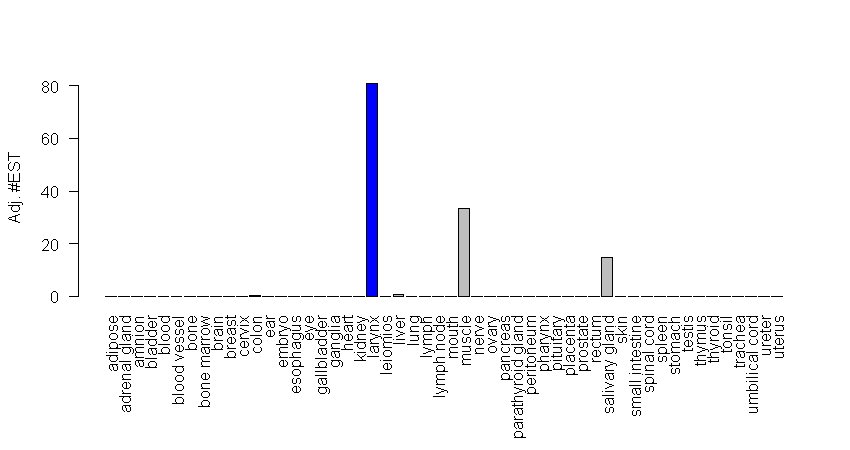 Adj. #EST
80
60
40
20
0
adipose
adrenal gland
amnion
bladder
blood
blood vessel
bone
bone marrow
brain
breast
cervix
colon
ear
embryo
esophagus
eye
gallbladder
ganglia
heart
kidney
larynx
leiomios
liver
lung
lymph
lymph node
mouth
muscle
nerve
ovary
pancreas
parathyroid gland
peritoneum
pharynx
pituitary
placenta
prostate
rectum
salivary gland
skin
small intestine
spinal cord
spleen
stomach
testis
thymus
thyroid
tonsil
trachea
umbilical cord
ureter
uterus